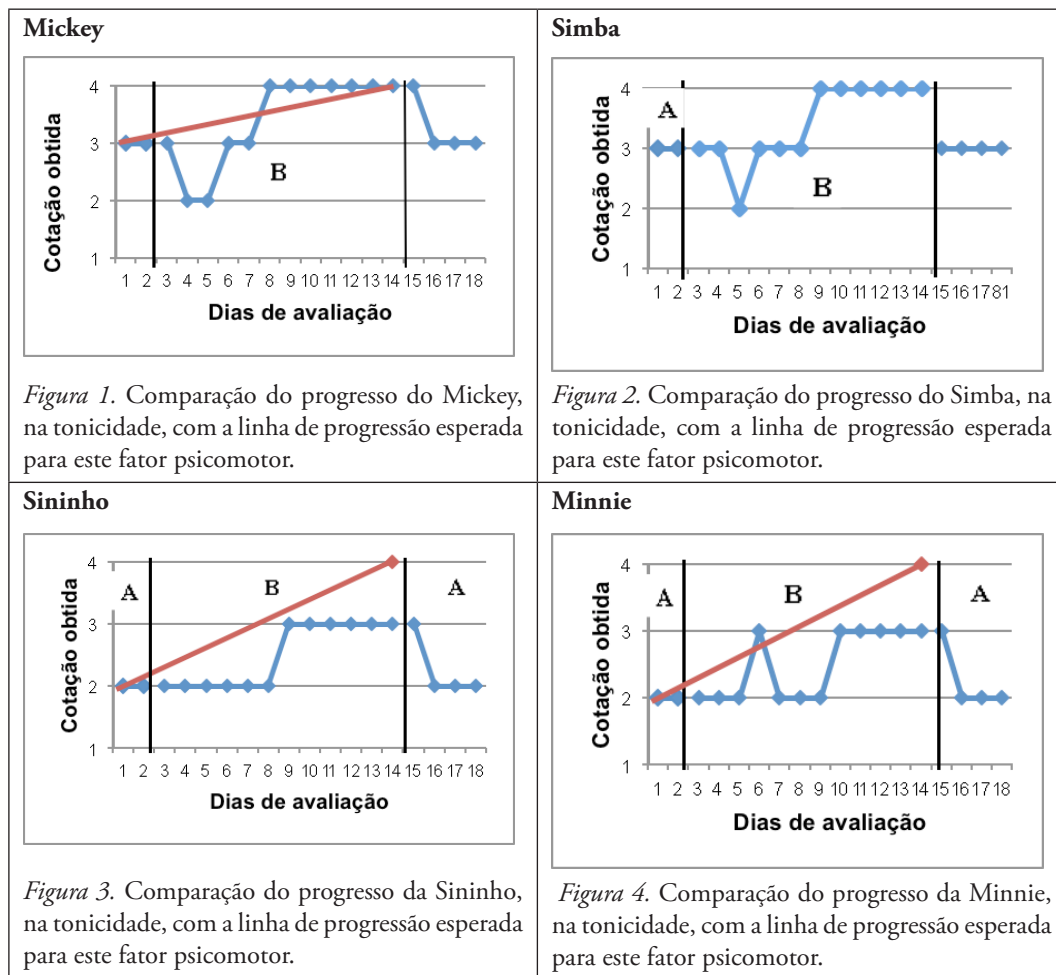 Mickey
Cotação obtida
4
3
2
1
B
1 2 3 4 5 6 7 8 9 10 11 12 13 14 15 16 17 18
Dias de avaliação
Figura 1. Comparação do progresso do Mickey,
na tonicidade, com a linha de progressão esperada
para este fator psicomotor.
Simba
Cotação obtida
4
3
2
1
A
B
1 2 3 4 5 6 7 8 9 10 11 12 13 14 15 16 17 81
Dias de avaliação
Figura 2. Comparação do progresso do Simba, na
tonicidade, com a linha de progressão esperada
para este fator psicomotor.
Sininho
Cotação obtida
4
3
2
1
A B A
1 2 3 4 5 6 7 8 9 10 11 12 13 14 15 16 17 18
Dias de avaliação
Figura 3. Comparação do progresso da Sininho,
na tonicidade, com a linha de progressão esperada
para este fator psicomotor.
Minnie
Cotação obtida
4
3
2
1
A B A
1 2 3 4 5 6 7 8 9 10 11 12 13 14 15 16 17 18
Dias de avaliação
Figura 4. Comparação do progresso da Minnie,
na tonicidade, com a linha de progressão esperada
para este fator psicomotor.